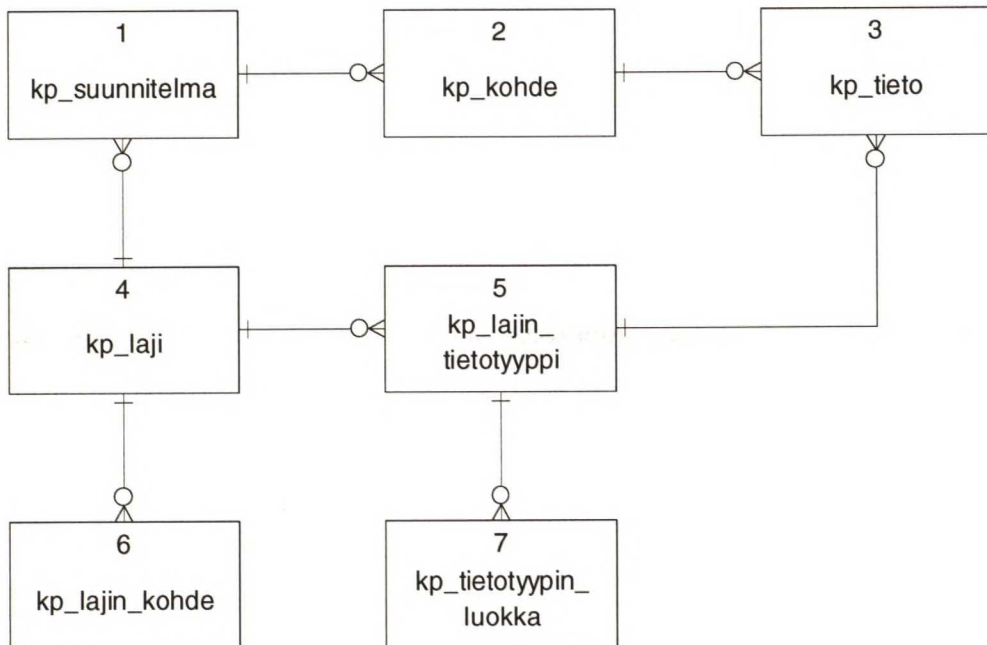 1
kp_suunnitelma
2
kp_kohde
3
kp_tieto
4
kp_laji
5
kp_lajin_
tietotyyppi
6
kp_lajin_kohde
7
kp_tietotyypin_
luokka